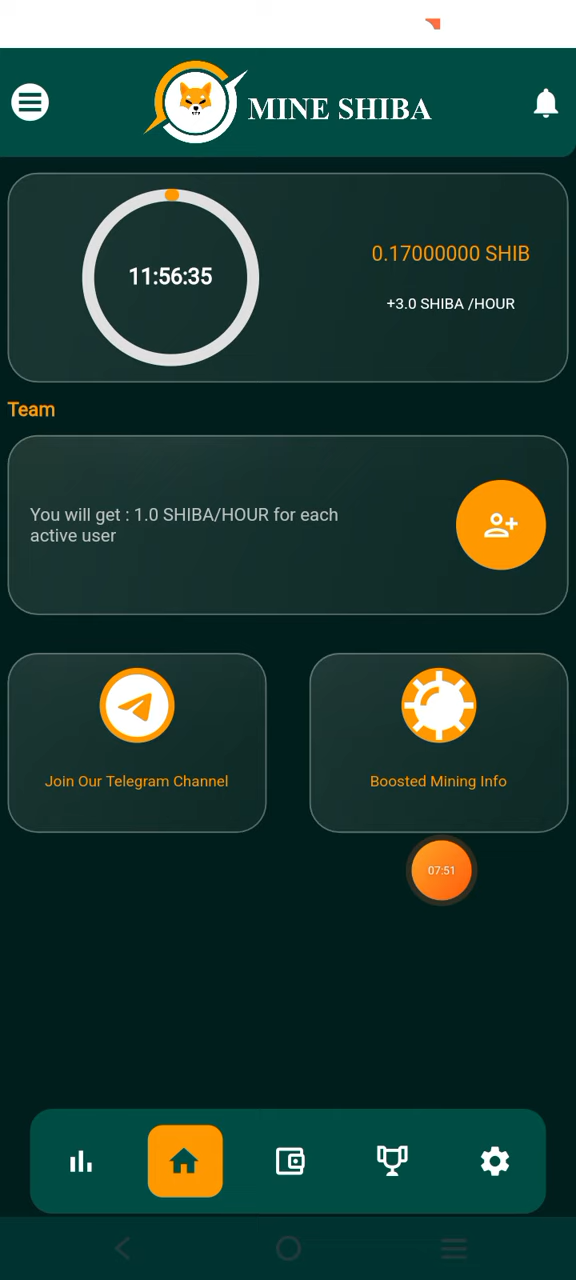 MINE SHIBA
11:56:35
0.17000000 SHIB
+3.0 SHIBA /HOUR
Team
You will get : 1.0 SHIBA/HOUR for each
active user
Join Our Telegram Channel
Boosted Mining Info
07:51